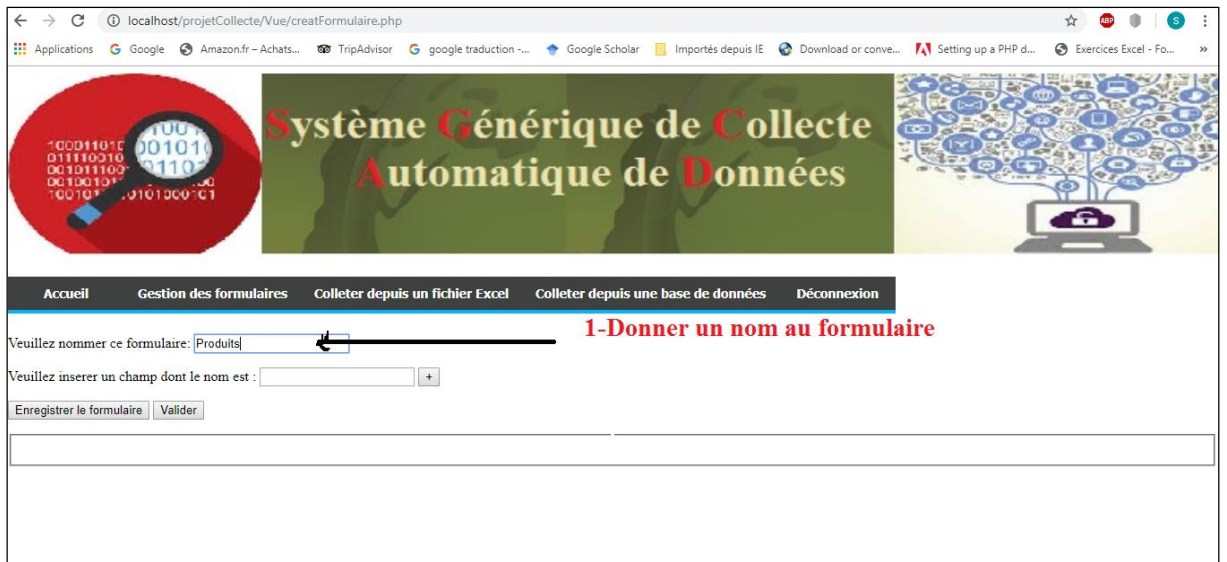 localhost/projetCollecte/Vue/creatFormulaire.php
ABP
S
Applications Google Amazon.fr – Achats... TripAdvisor google traduction -... Google Scholar Importés depuis IE Download or conve... Setting up a PHP d... Exercices Excel - Fo... »
Système Générique de Collecte
Automatique de Données
Accueil Gestion des formulaires Colleter depuis un fichier Excel Colleter depuis une base de données Déconnexion
1-Donner un nom au formulaire
Veuillez nommer ce formulaire: Produits
Veuillez inserer un champ dont le nom est : +
Enregistrer le formulaire Valider